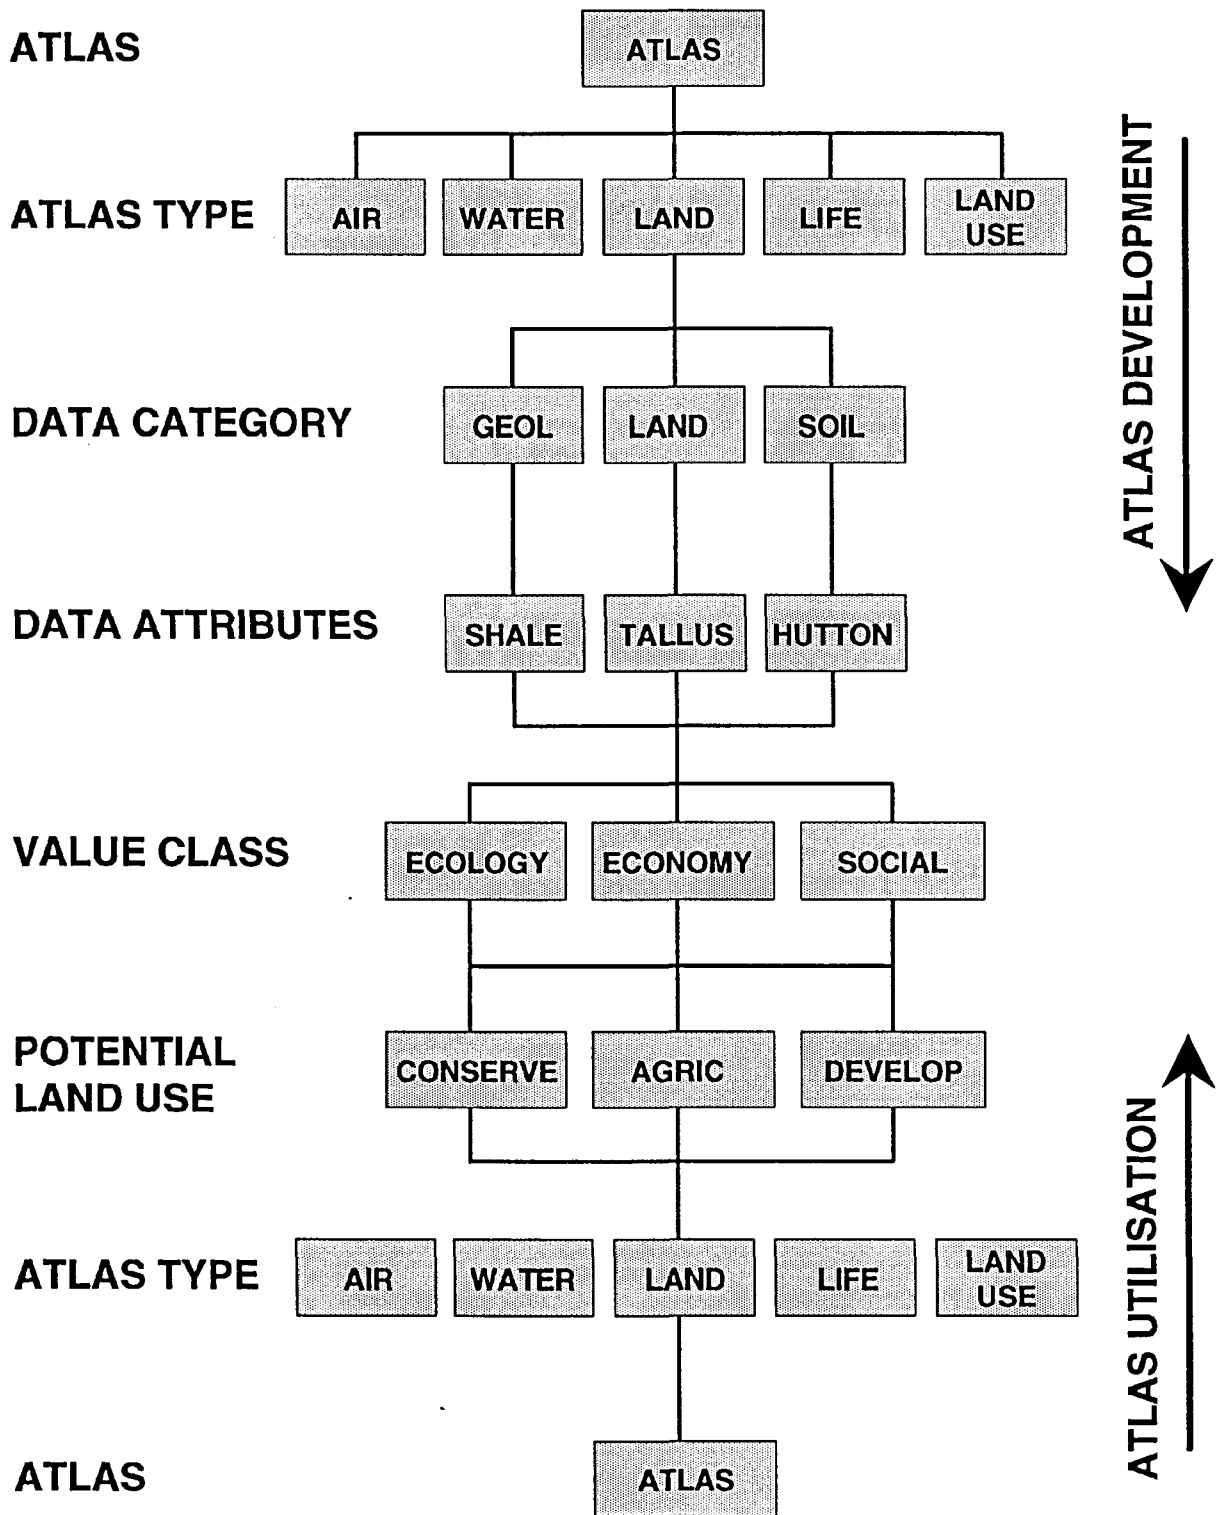 ATLAS
ATLAS
ATLAS TYPE
AIR
WATER
LAND
LIFE
LAND
USE
DATA CATEGORY
GEOL
LAND
SOIL
DATA ATTRIBUTES
SHALE
TALLUS
HUTTON
VALUE CLASS
ECOLOGY
ECONOMY
SOCIAL
POTENTIAL
LAND USE
CONSERVE
AGRIC
DEVELOP
ATLAS TYPE
AIR
WATER
LAND
LIFE
LAND
USE
ATLAS
ATLAS
ATLAS DEVELOPMENT
ATLAS UTILISATION